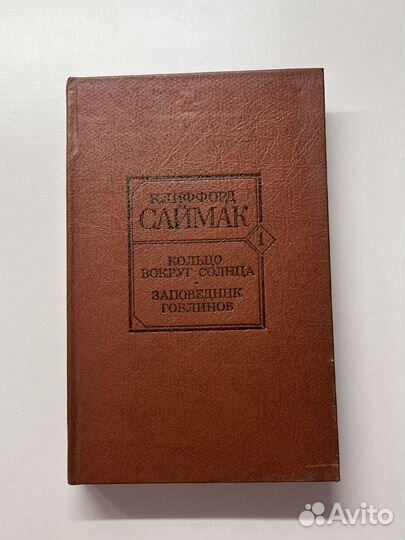 КЛИФФОРД
САЙМАК
1
КОЛЬЦО
ВОКРУГ СОЛНЦА
·
ЗАПОВЕДНИК
ГОБЛИНОВ
Avito